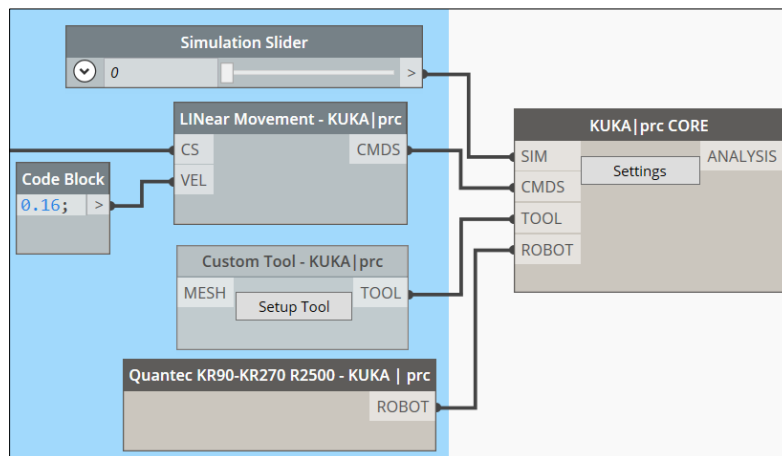 Simulation Slider
0
>
LINear Movement - KUKA|prc
CS CMDS
VEL
Code Block
0.16; >
Custom Tool - KUKA|prc
MESH Setup Tool TOOL
Quantec KR90-KR270 R2500 - KUKA | prc
ROBOT
KUKA|prc CORE
SIM Settings ANALYSIS
CMDS
TOOL
ROBOT